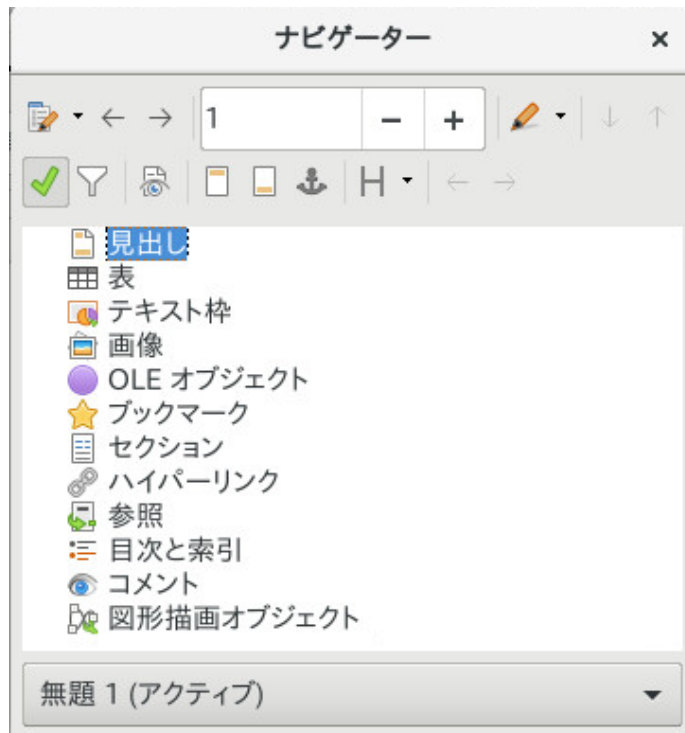 ナビゲーター
1
見出し
表
テキスト枠
画像
OLE オブジェクト
ブックマーク
セクション
ハイパーリンク
参照
目次と索引
コメント
図形描画オブジェクト
無題 1 (アクティブ)